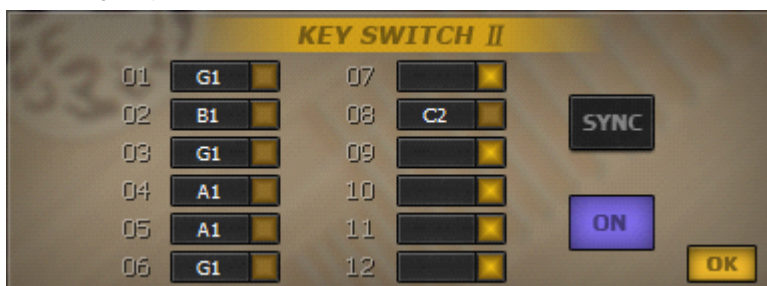 KEY SWITCH II
01 G1 07
02 B1 08 C2
03 G1 09
04 A1 10
05 A1 11
06 G1 12
SYNC
ON
OK